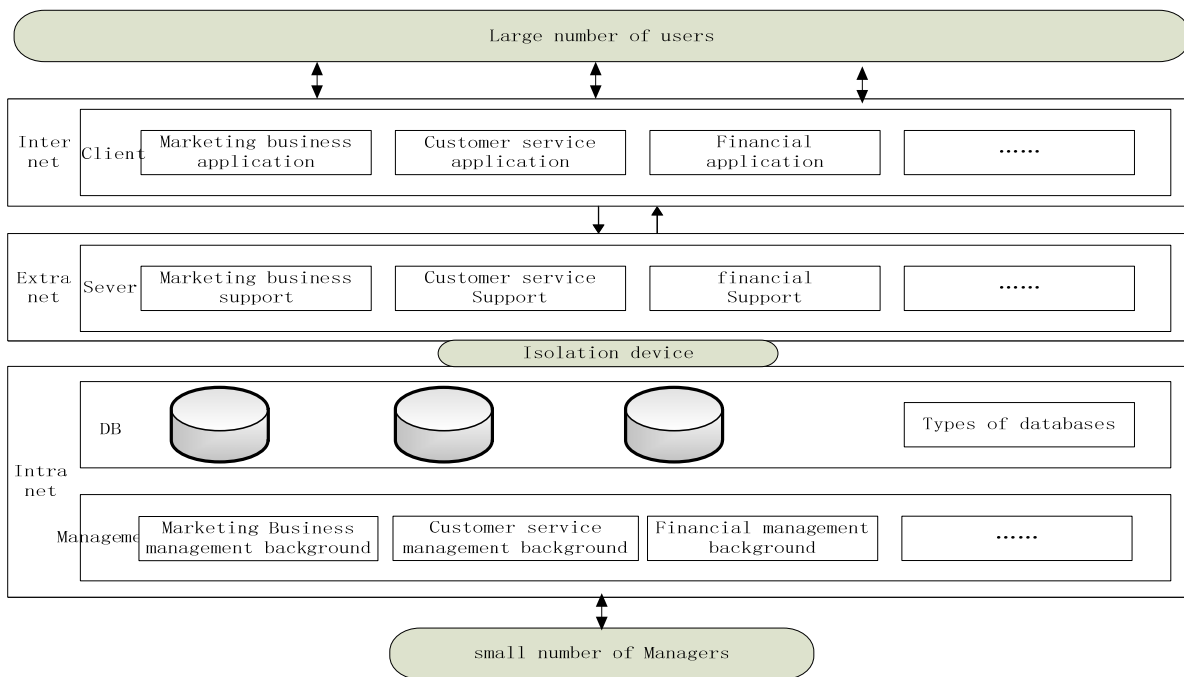 Large number of users
Inter
net
Client
Marketing business
application
Customer service
application
Financial
application
······
Extra
net
Sever
Marketing business
support
Customer service
Support
financial
Support
······
Isolation device
Intra
net
DB
Types of databases
Manageme
Marketing Business
management background
Customer service
management background
Financial management
background
······
small number of Managers